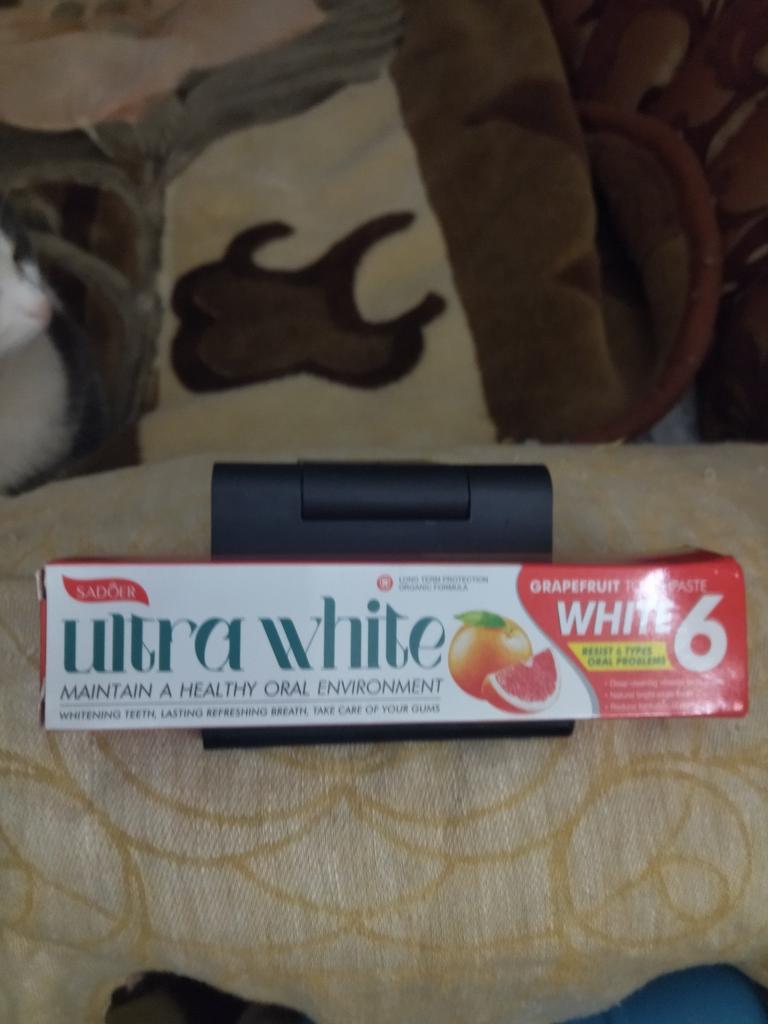 SADOER
LONG TERM PROTECTION
ORGANIC FORMULA
ultra white
MAINTAIN A HEALTHY ORAL ENVIRONMENT
WHITENING TEETH, LASTING REFRESHING BREATH, TAKE CARE OF YOUR GUMS
GRAPEFRUIT TOOTHPASTE
WHITE 6
RESIST 6 TYPES
ORAL PROBLEMS